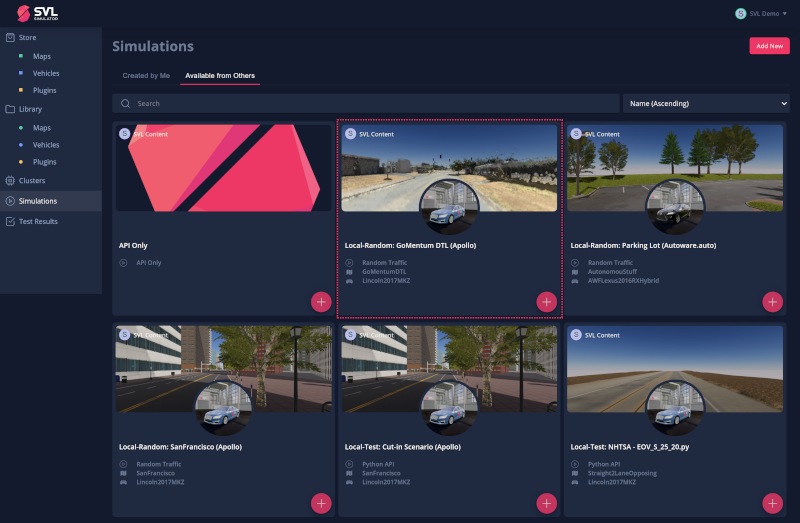 SVL
SIMULATOR
S
SVL Demo
Store
Maps
Vehicles
Plugins
Library
Maps
Vehicles
Plugins
Clusters
Simulations
Test Results
Simulations
Add New
Created by Me
Available from Others
Search
Name (Ascending)
S SVL Content
API Only
API Only
S SVL Content
Local-Random: GoMentum DTL (Apollo)
Random Traffic
GoMentumDTL
Lincoln2017MKZ
S SVL Content
Local-Random: Parking Lot (Autoware.auto)
Random Traffic
AutonomouStuff
AWFLexus2016RXHybrid
S SVL Content
Local-Random: SanFrancisco (Apollo)
Random Traffic
SanFrancisco
Lincoln2017MKZ
S SVL Content
Local-Test: Cut-In Scenario (Apollo)
Python API
SanFrancisco
Lincoln2017MKZ
S SVL Content
Local-Test: NHTSA - EOV_S_25_20.py
Python API
Straight2LaneOpposing
Lincoln2017MKZ